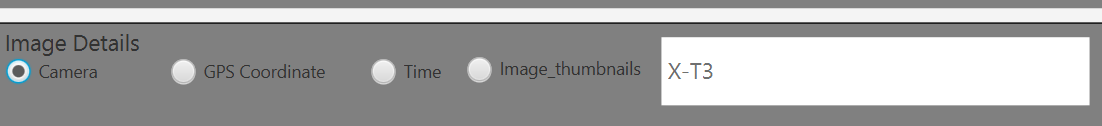 Image Details
Camera GPS Coordinate Time Image_thumbnails X-T3